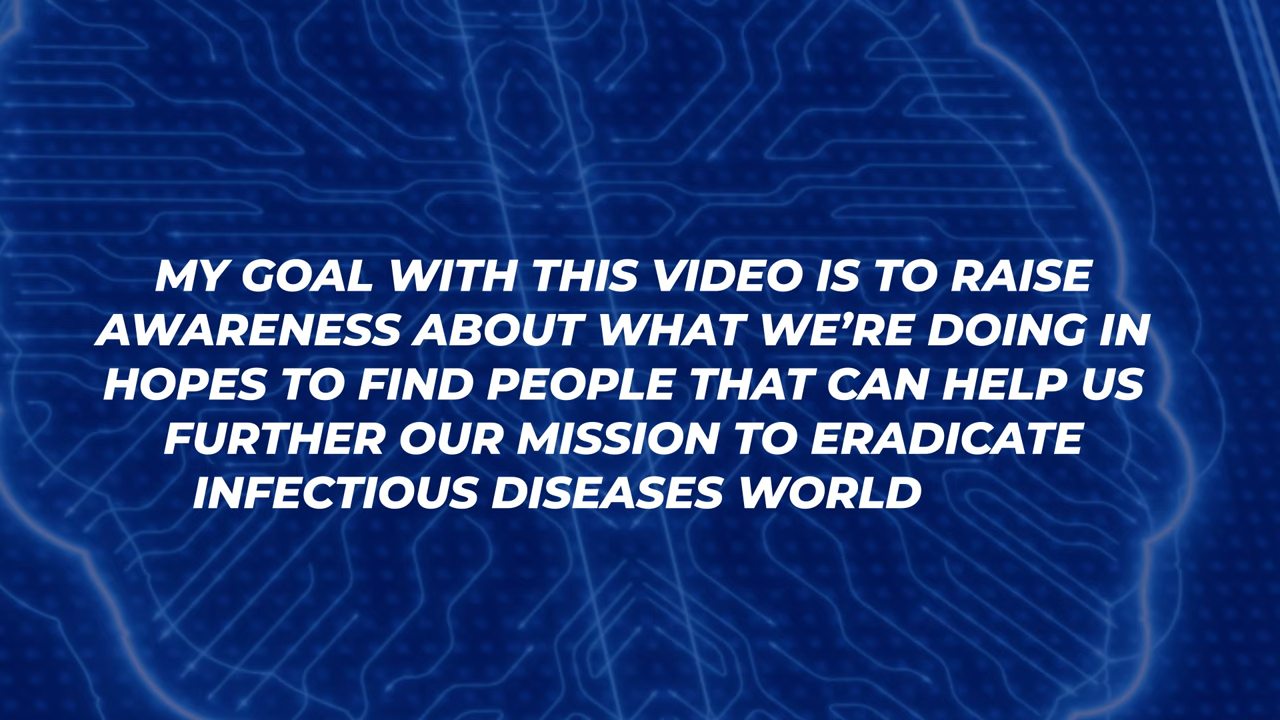 MY GOAL WITH THIS VIDEO IS TO RAISE
AWARENESS ABOUT WHAT WE’RE DOING IN
HOPES TO FIND PEOPLE THAT CAN HELP US
FURTHER OUR MISSION TO ERADICATE
INFECTIOUS DISEASES WORLD